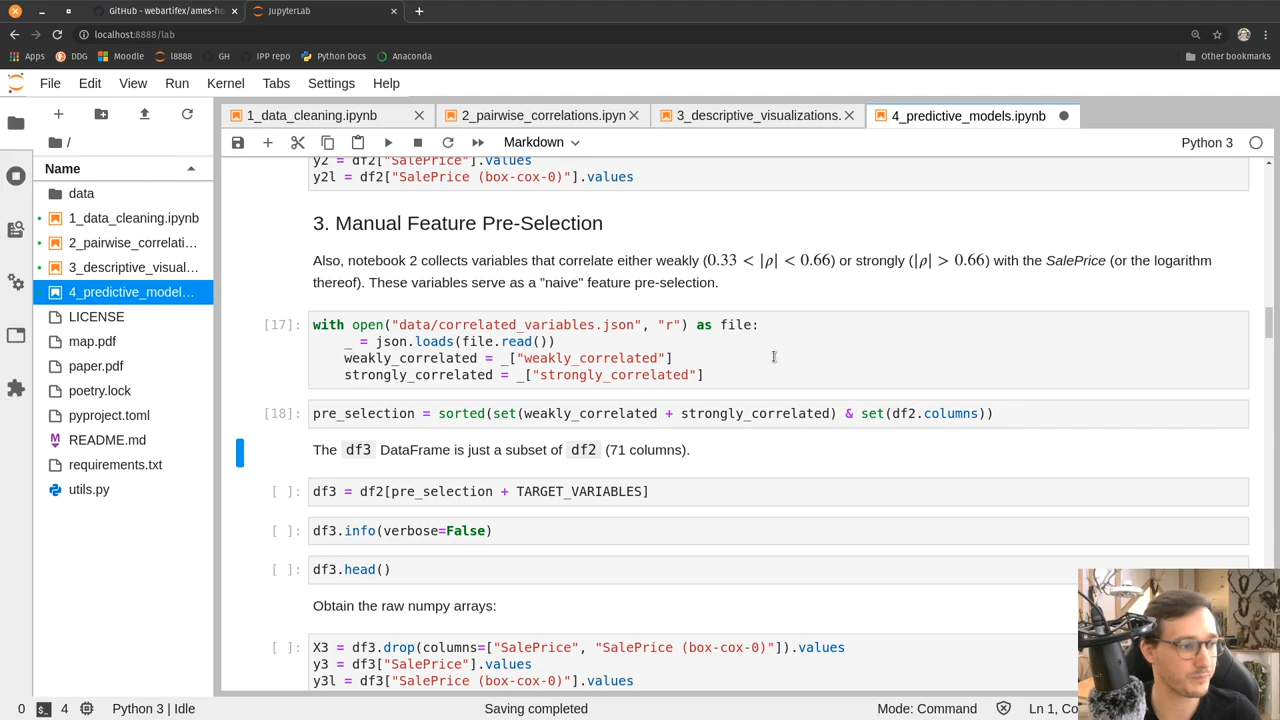 GitHub - webartifex/ames-ho
JupyterLab
localhost:8888/lab
Apps
DDG
Moodle
l8888
GH
IPP repo
Python Docs
Anaconda
Other bookmarks
File Edit View Run Kernel Tabs Settings Help
1_data_cleaning.ipynb
2_pairwise_correlations.ipyn
3_descriptive_visualizations.
4_predictive_models.ipynb
/
Markdown
Python 3
Name
data
1_data_cleaning.ipynb
2_pairwise_correlati...
3_descriptive_visual...
4_predictive_model...
LICENSE
map.pdf
paper.pdf
poetry.lock
pyproject.toml
README.md
requirements.txt
utils.py
y2 = df2["SalePrice"].values
y2l = df2["SalePrice (box-cox-0)"].values
3. Manual Feature Pre-Selection
Also, notebook 2 collects variables that correlate either weakly (0.33 < |ρ| < 0.66) or strongly (|ρ| > 0.66) with the SalePrice (or the logarithm
thereof). These variables serve as a "naive" feature pre-selection.
[17]: with open("data/correlated_variables.json", "r") as file:
_ = json.loads(file.read())
weakly_correlated = _["weakly_correlated"]
strongly_correlated = _["strongly_correlated"]
[18]: pre_selection = sorted(set(weakly_correlated + strongly_correlated) & set(df2.columns))
The df3 DataFrame is just a subset of df2 (71 columns).
[ ]: df3 = df2[pre_selection + TARGET_VARIABLES]
[ ]: df3.info(verbose=False)
[ ]: df3.head()
Obtain the raw numpy arrays:
[ ]: X3 = df3.drop(columns=["SalePrice", "SalePrice (box-cox-0)"]).values
y3 = df3["SalePrice"].values
y3l = df3["SalePrice (box-cox-0)"].values
0
4
Python 3 | Idle
Saving completed
Mode: Command
Ln 1, Co